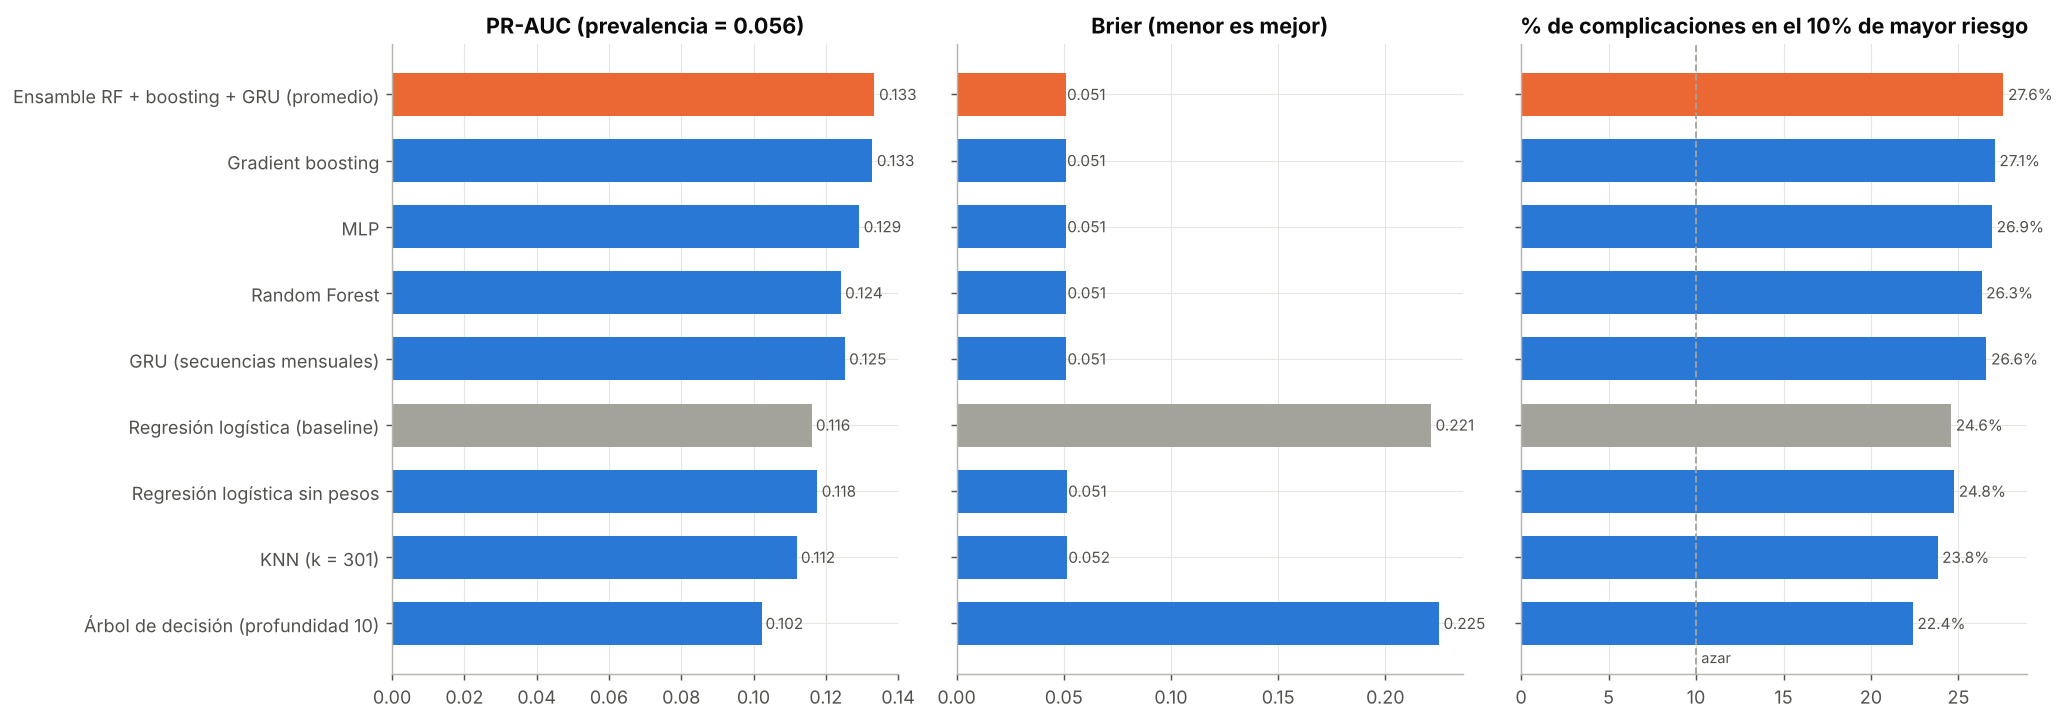 PR-AUC (prevalencia = 0.056)
Ensamble RF + boosting + GRU (promedio)
0.133
Gradient boosting
0.133
MLP
0.129
Random Forest
0.124
GRU (secuencias mensuales)
0.125
Regresión logística (baseline)
0.116
Regresión logística sin pesos
0.118
KNN (k = 301)
0.112
Árbol de decisión (profundidad 10)
0.102
0.00 0.02 0.04 0.06 0.08 0.10 0.12 0.14
Brier (menor es mejor)
0.051
0.051
0.051
0.051
0.051
0.221
0.051
0.052
0.225
0.00 0.05 0.10 0.15 0.20
% de complicaciones en el 10% de mayor riesgo
27.6%
27.1%
26.9%
26.3%
26.6%
24.6%
24.8%
23.8%
22.4%
azar
0 5 10 15 20 25